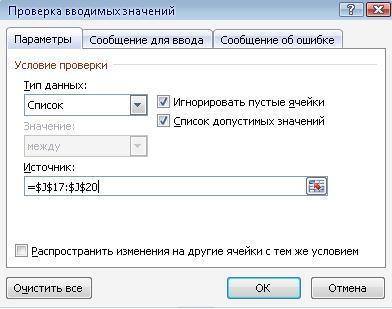 Проверка вводимых значений
Параметры Сообщение для ввода Сообщение об ошибке
Условие проверки
Тип данных:
Список Игнорировать пустые ячейки
Значение: Список допустимых значений
между
Источник:
=$J$17:$J$20
Распространить изменения на другие ячейки с тем же условием
Очистить все ОК Отмена